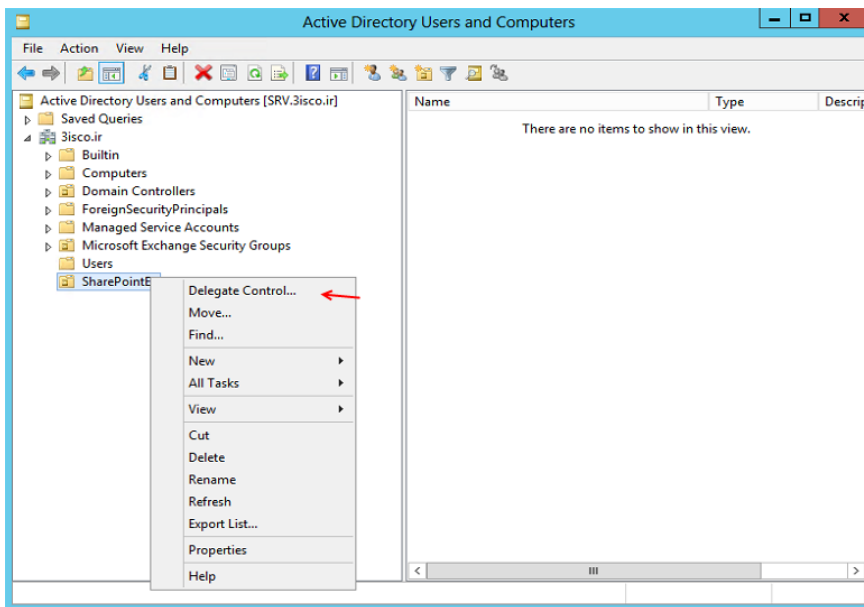 Active Directory Users and Computers
File Action View Help
Active Directory Users and Computers [SRV.3isco.ir]
Saved Queries
3isco.ir
Builtin
Computers
Domain Controllers
ForeignSecurityPrincipals
Managed Service Accounts
Microsoft Exchange Security Groups
Users
SharePointE
Name Type Descrip
There are no items to show in this view.
Delegate Control...
Move...
Find...
New
All Tasks
View
Cut
Delete
Rename
Refresh
Export List...
Properties
Help